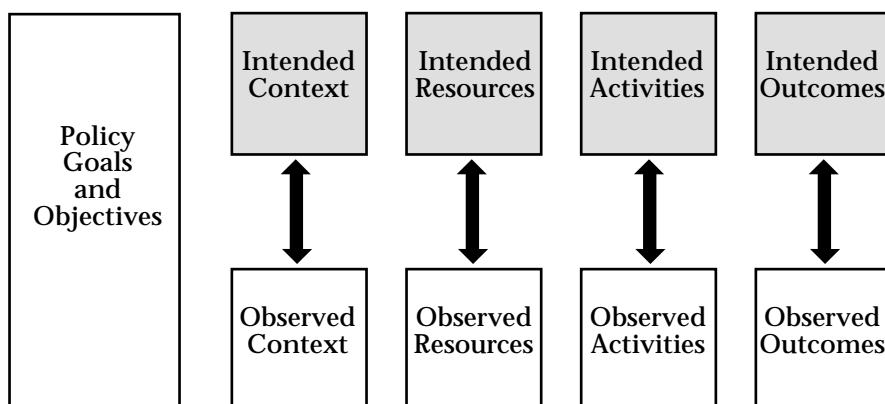 Policy
Goals
and
Objectives
Intended
Context
Intended
Resources
Intended
Activities
Intended
Outcomes
Observed
Context
Observed
Resources
Observed
Activities
Observed
Outcomes